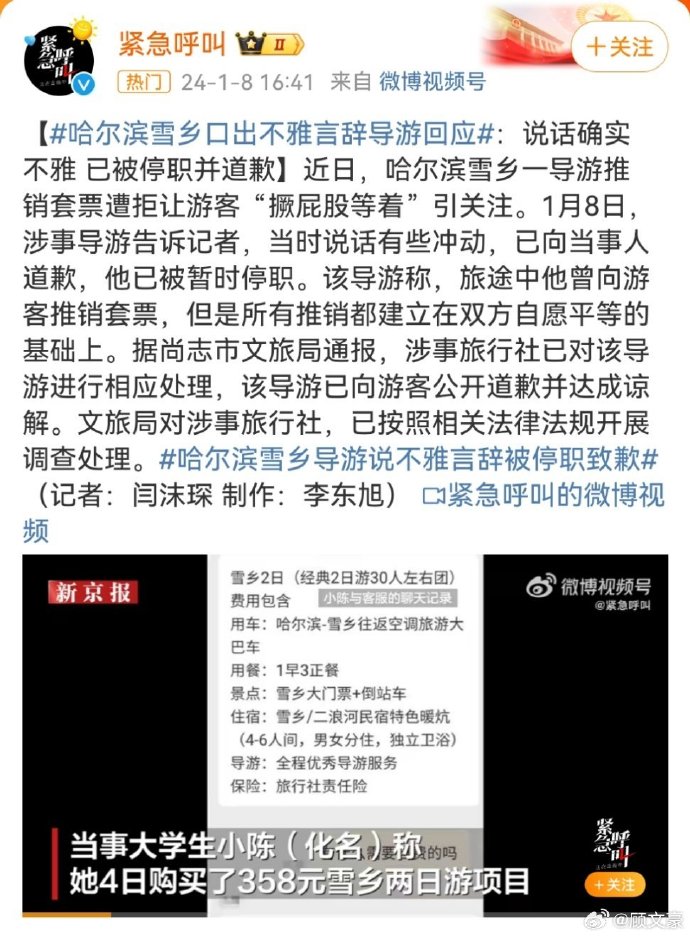 紧急呼叫
紧急呼叫 II
+关注
热门 24-1-8 16:41 来自 微博视频号
【#哈尔滨雪乡口出不雅言辞导游回应#：说话确实
不雅 已被停职并道歉】近日，哈尔滨雪乡一导游推
销套票遭拒让游客“撅屁股等着”引关注。1月8日，
涉事导游告诉记者，当时说话有些冲动，已向当事人
道歉，他已被暂时停职。该导游称，旅途中他曾向游
客推销套票，但是所有推销都建立在双方自愿平等的
基础上。据尚志市文旅局通报，涉事旅行社已对该导
游进行相应处理，该导游已向游客公开道歉并达成谅
解。文旅局对涉事旅行社，已按照相关法律法规开展
调查处理。#哈尔滨雪乡导游说不雅言辞被停职致歉#
（记者：闫沫琛 制作：李东旭） 紧急呼叫的微博视
频
新京报
微博视频号
@紧急呼叫
雪乡2日（经典2日游30人左右团）
费用包含
小陈与客服的聊天记录
用车：哈尔滨-雪乡往返空调旅游大
巴车
用餐：1早3正餐
景点：雪乡大门票+倒站车
住宿：雪乡/二浪河民宿特色暖炕
（4-6人间，男女分住，独立卫浴）
导游：全程优秀导游服务
保险：旅行社责任险
需要
的吗
当事大学生小陈（化名）称
她4日购买了358元雪乡两日游项目
紧急呼叫
+关注
@顾文豪